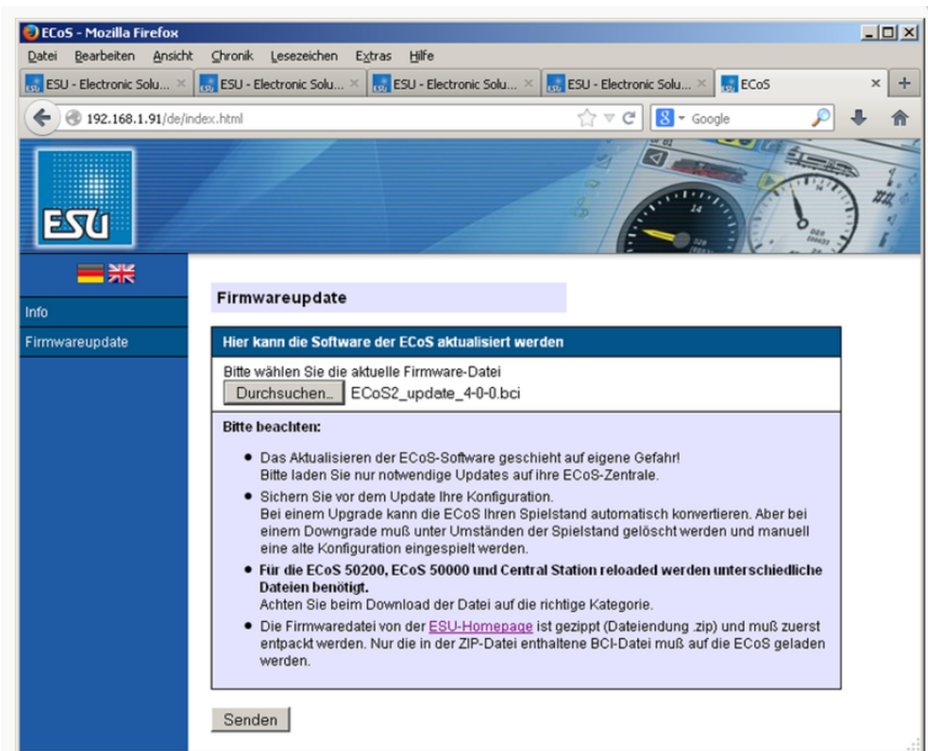 ECoS - Mozilla Firefox
Datei Bearbeiten Ansicht Chronik Lesezeichen Extras Hilfe
ESU - Electronic Solu... ESU - Electronic Solu... ESU - Electronic Solu... ESU - Electronic Solu... ECoS
192.168.1.91/de/index.html
Google
ESU
Info
Firmwareupdate
Firmwareupdate
Hier kann die Software der ECoS aktualisiert werden
Bitte wählen Sie die aktuelle Firmware-Datei
Durchsuchen... ECoS2_update_4-0-0.bci
Bitte beachten:
Das Aktualisieren der ECoS-Software geschieht auf eigene Gefahr!
Bitte laden Sie nur notwendige Updates auf ihre ECoS-Zentrale.
Sichern Sie vor dem Update Ihre Konfiguration.
Bei einem Upgrade kann die ECoS Ihren Spielstand automatisch konvertieren. Aber bei
einem Downgrade muß unter Umständen der Spielstand gelöscht werden und manuell
eine alte Konfiguration eingespielt werden.
Für die ECoS 50200, ECoS 50000 und Central Station reloaded werden unterschiedliche
Dateien benötigt.
Achten Sie beim Download der Datei auf die richtige Kategorie.
Die Firmwaredatei von der ESU-Homepage ist gezippt (Dateiendung .zip) und muß zuerst
entpackt werden. Nur die in der ZIP-Datei enthaltene BCI-Datei muß auf die ECoS geladen
werden.
Senden